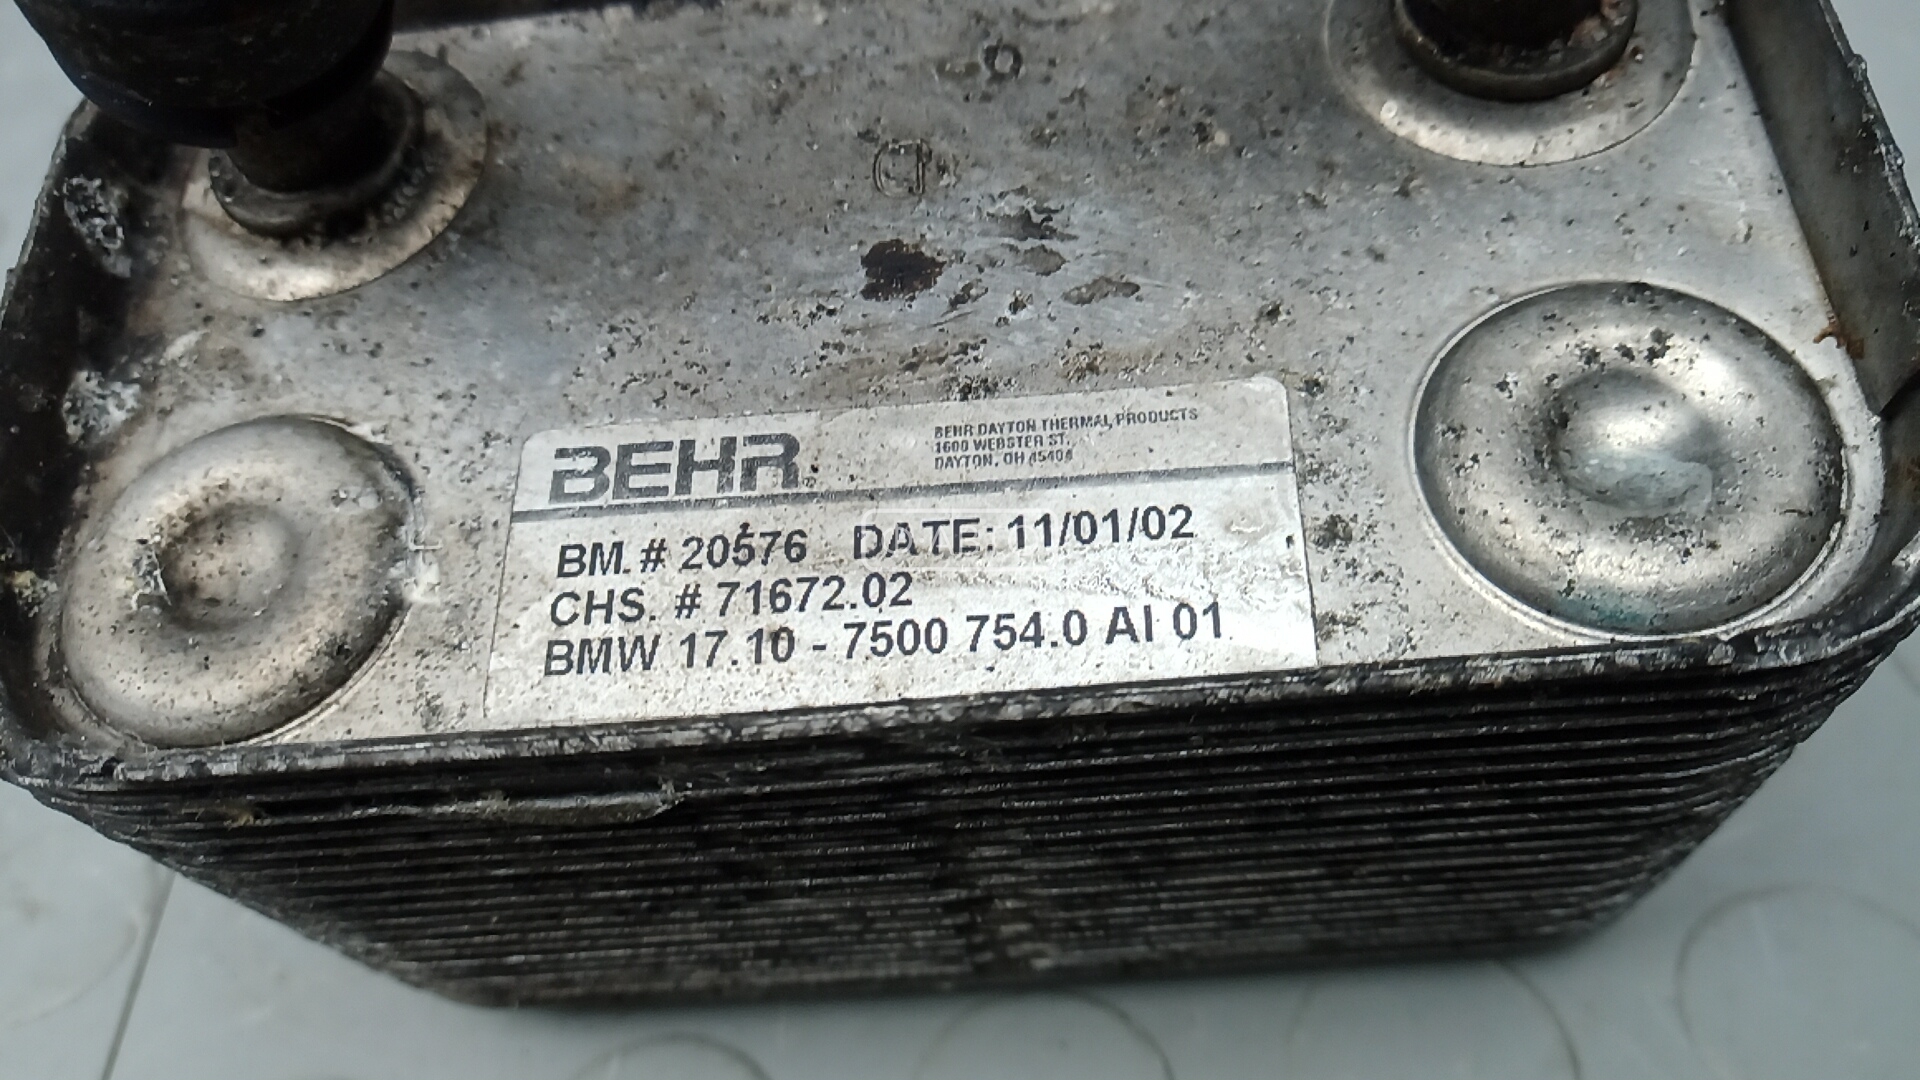 BEHR
BEHR DAYTON THERMAL PRODUCTS
1600 WEBSTER ST.
DAYTON, OH 45404
BM. # 20576 DATE: 11/01/02
CHS. # 71672.02
BMW 17.10 - 7500 754.0 AI 01